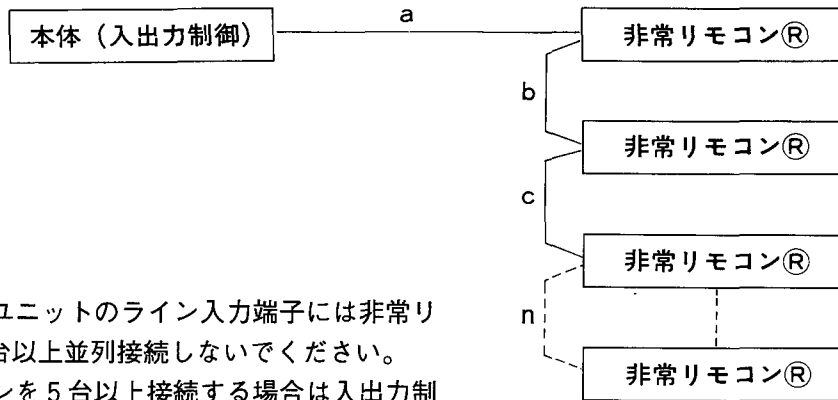 a
本体（入出力制御）
非常リモコンⓇ
b
非常リモコンⓇ
c
非常リモコンⓇ
ユニットのライン入力端子には非常リ
n
台以上並列接続しないでください。
非常リモコンⓇ
ンを5台以上接続する場合は入出力制